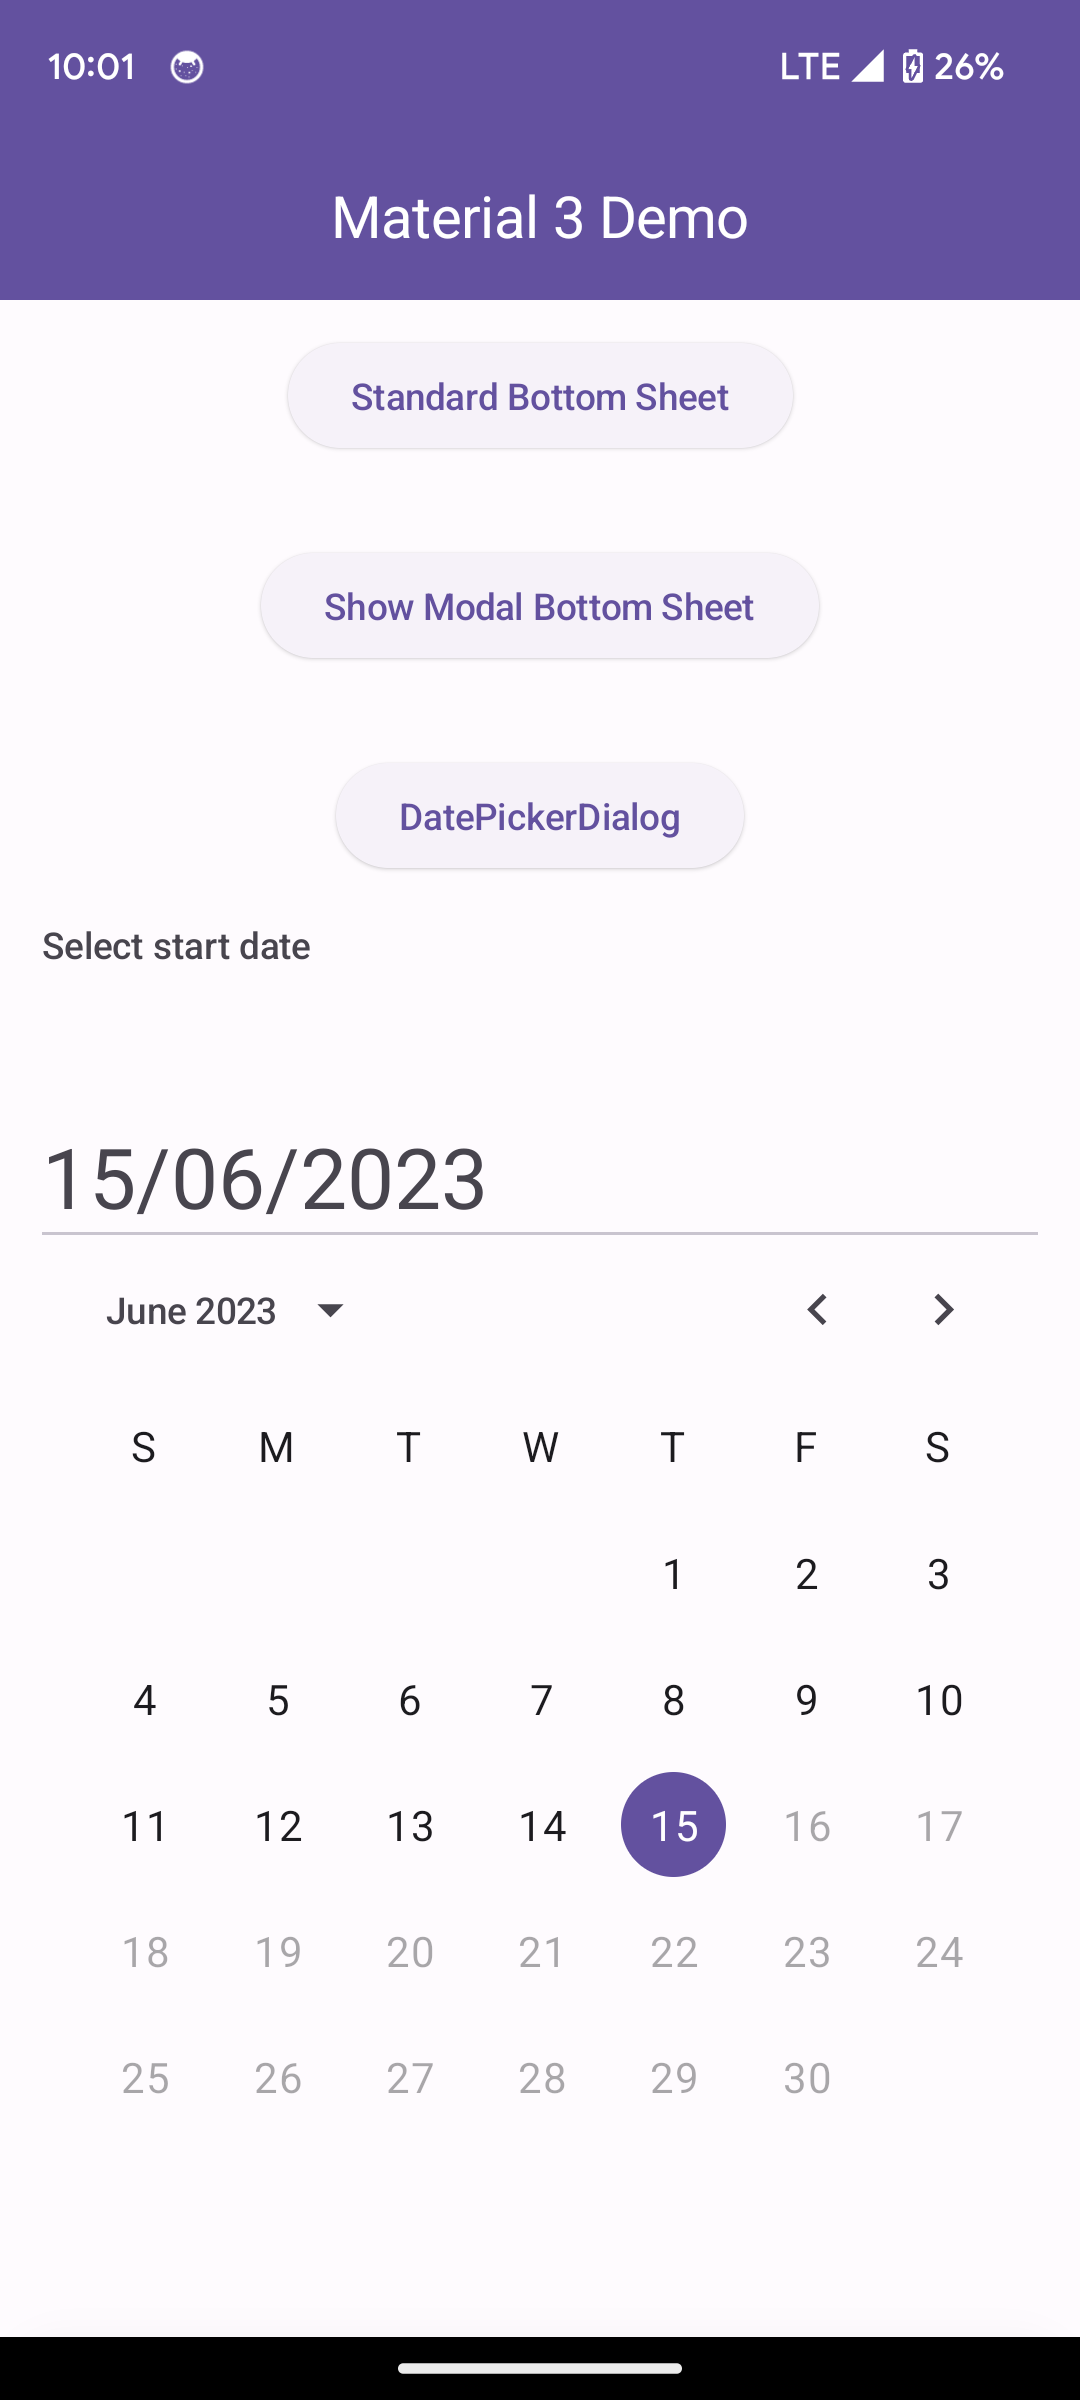 10:01 LTE 26%
Material 3 Demo
Standard Bottom Sheet
Show Modal Bottom Sheet
DatePickerDialog
Select start date
15/06/2023
June 2023
S M T W T F S
1 2 3
4 5 6 7 8 9 10
11 12 13 14 15 16 17
18 19 20 21 22 23 24
25 26 27 28 29 30